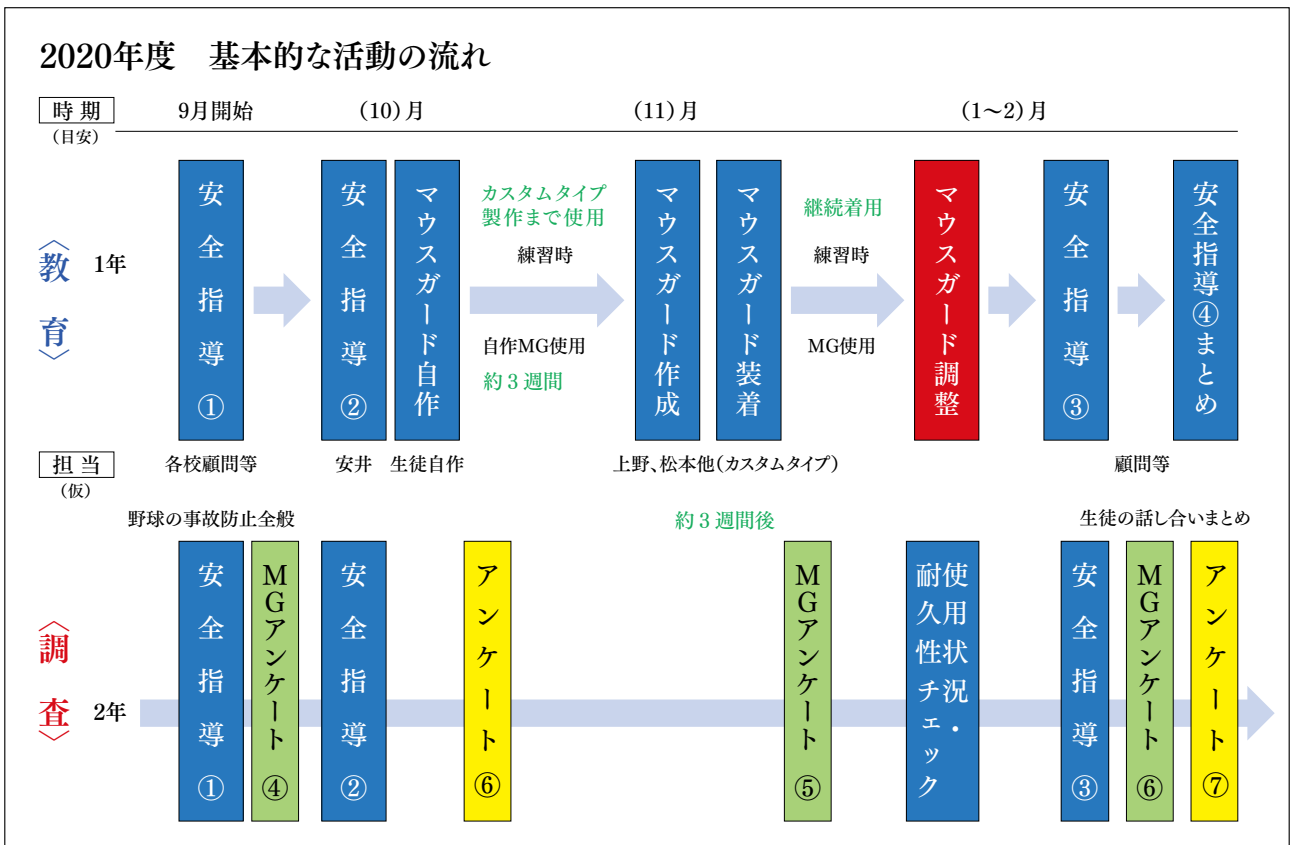 2020年度　基本的な活動の流れ
時期
(目安)
9月開始
(10)月
(11)月
(1〜2)月
〈教育〉
1年
安全指導①
安全指導②
マウスガード自作
カスタムタイプ
製作まで使用
練習時
自作MG使用
約3週間
マウスガード作成
マウスガード装着
継続着用
練習時
MG使用
マウスガード調整
安全指導③
安全指導④まとめ
担当
(仮)
各校顧問等
安井
生徒自作
上野、松本他(カスタムタイプ)
顧問等
野球の事故防止全般
約3週間後
生徒の話し合いまとめ
〈調査〉
2年
安全指導①
MGアンケート④
安全指導②
アンケート⑥
MGアンケート⑤
使用状況・
耐久性チェック
安全指導③
MGアンケート⑥
アンケート⑦